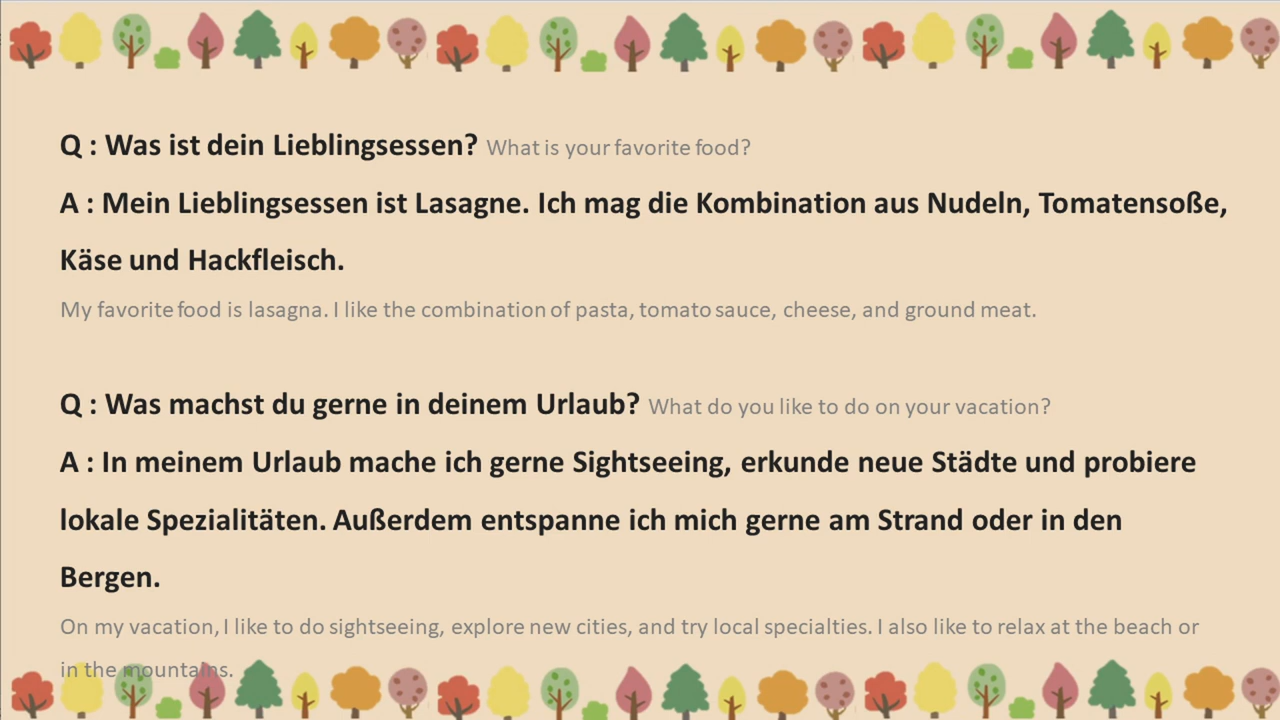 Q : Was ist dein Lieblingsessen? What is your favorite food?
A : Mein Lieblingsessen ist Lasagne. Ich mag die Kombination aus Nudeln, Tomatensoße,
Käse und Hackfleisch.
My favorite food is lasagna. I like the combination of pasta, tomato sauce, cheese, and ground meat.
Q : Was machst du gerne in deinem Urlaub? What do you like to do on your vacation?
A : In meinem Urlaub mache ich gerne Sightseeing, erkunde neue Städte und probiere
lokale Spezialitäten. Außerdem entspanne ich mich gerne am Strand oder in den
Bergen.
On my vacation, I like to do sightseeing, explore new cities, and try local specialties. I also like to relax at the beach or
in the mountains.